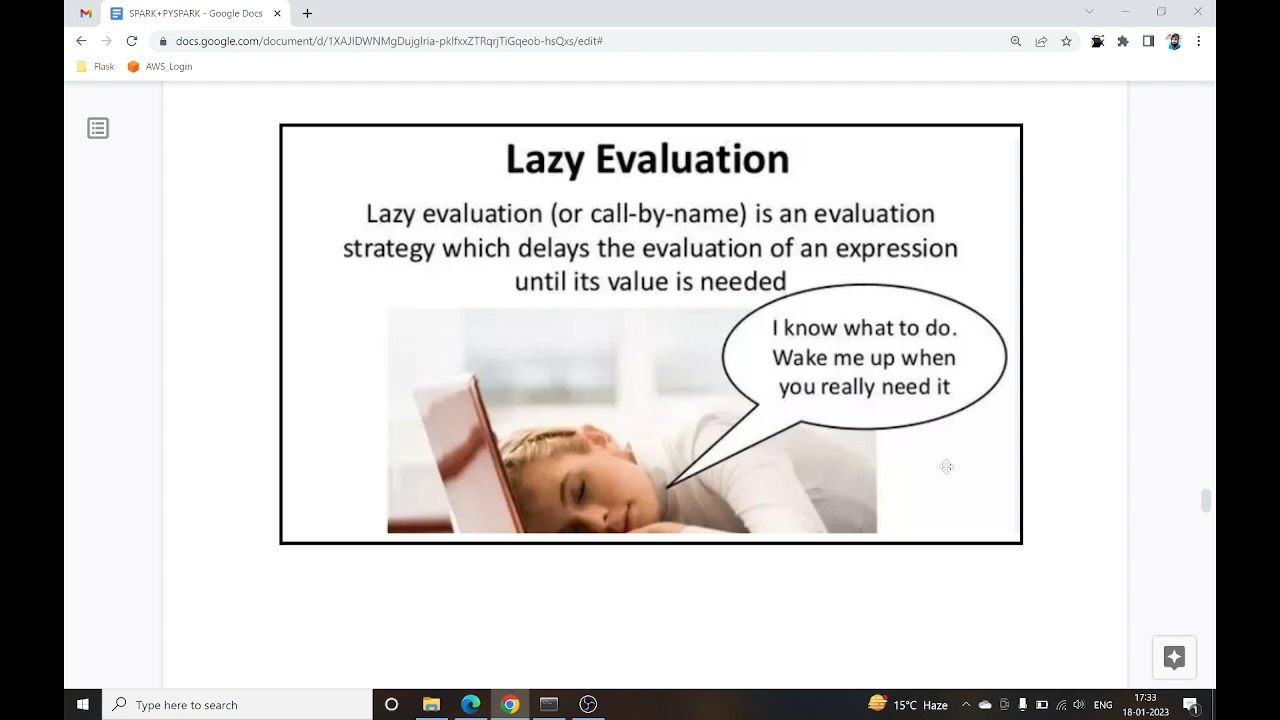 SPARK+PYSPARK - Google Docs
docs.google.com/document/d/1XAJIDWNMgDujglria-pklfxxZTRqrjTiGqeob-hsQxs/edit#
Flask
AWS_Login
Lazy Evaluation
Lazy evaluation (or call-by-name) is an evaluation
strategy which delays the evaluation of an expression
until its value is needed
I know what to do.
Wake me up when
you really need it
Type here to search
15°C Haze
ENG
17:33
18-01-2023